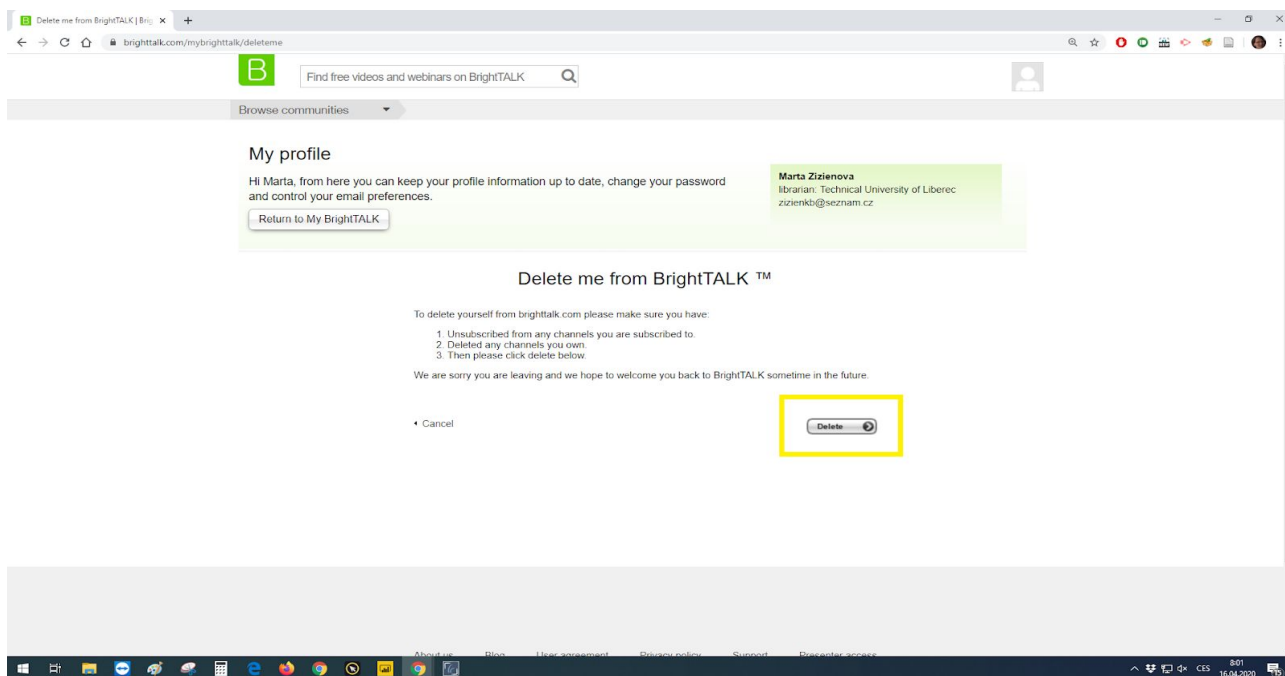 Delete me from BrightTALK | Brig
brighttalk.com/mybrighttalk/deleteme
B
Find free videos and webinars on BrightTALK
Browse communities
My profile
Hi Marta, from here you can keep your profile information up to date, change your password
and control your email preferences.
Return to My BrightTALK
Marta Zizienova
librarian: Technical University of Liberec
zizienkb@seznam.cz
Delete me from BrightTALK ™
To delete yourself from brighttalk.com please make sure you have:
1. Unsubscribed from any channels you are subscribed to.
2. Deleted any channels you own.
3. Then please click delete below.
We are sorry you are leaving and we hope to welcome you back to BrightTALK sometime in the future.
Cancel
Delete
About us Blog User agreement Privacy policy Support Presenter access
CES
8:01
16.04.2020